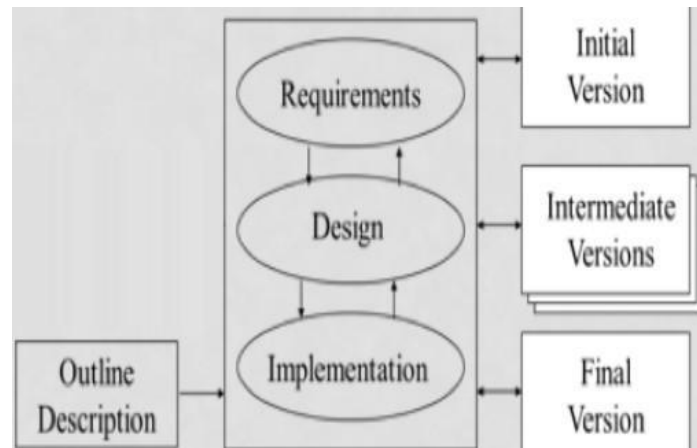 Requirements
Design
Implementation
Outline
Description
Initial
Version
Intermediate
Versions
Final
Version